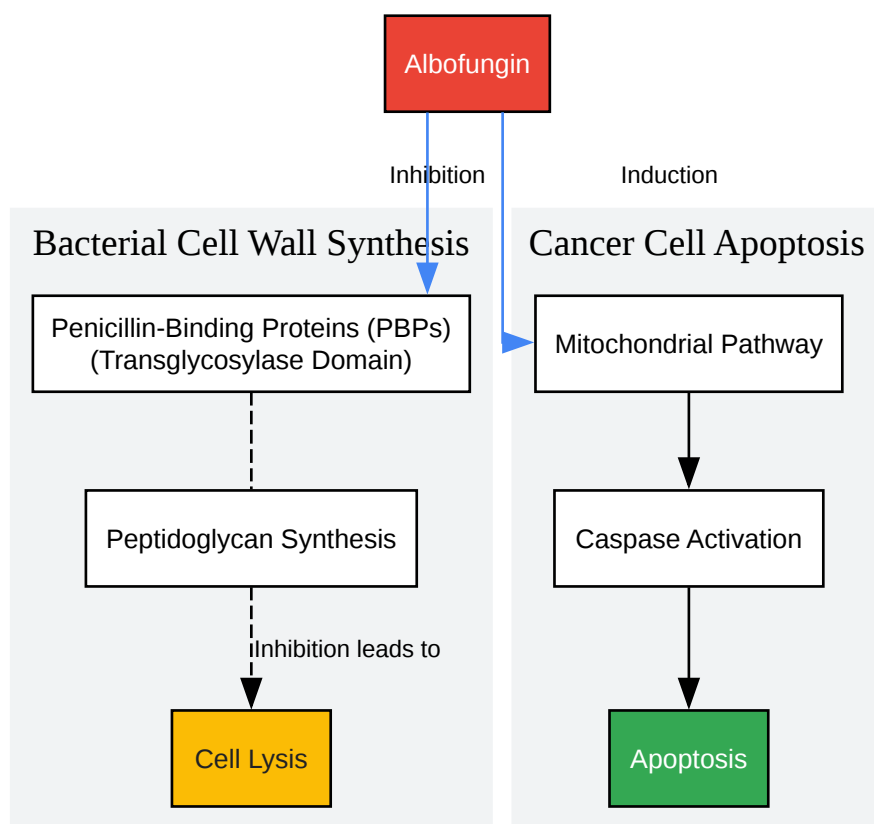 Albofungin
Inhibition
Induction
Bacterial Cell Wall Synthesis
Cancer Cell Apoptosis
Penicillin-Binding Proteins (PBPs)
(Transglycosylase Domain)
Mitochondrial Pathway
Peptidoglycan Synthesis
Caspase Activation
Inhibition leads to
Cell Lysis
Apoptosis